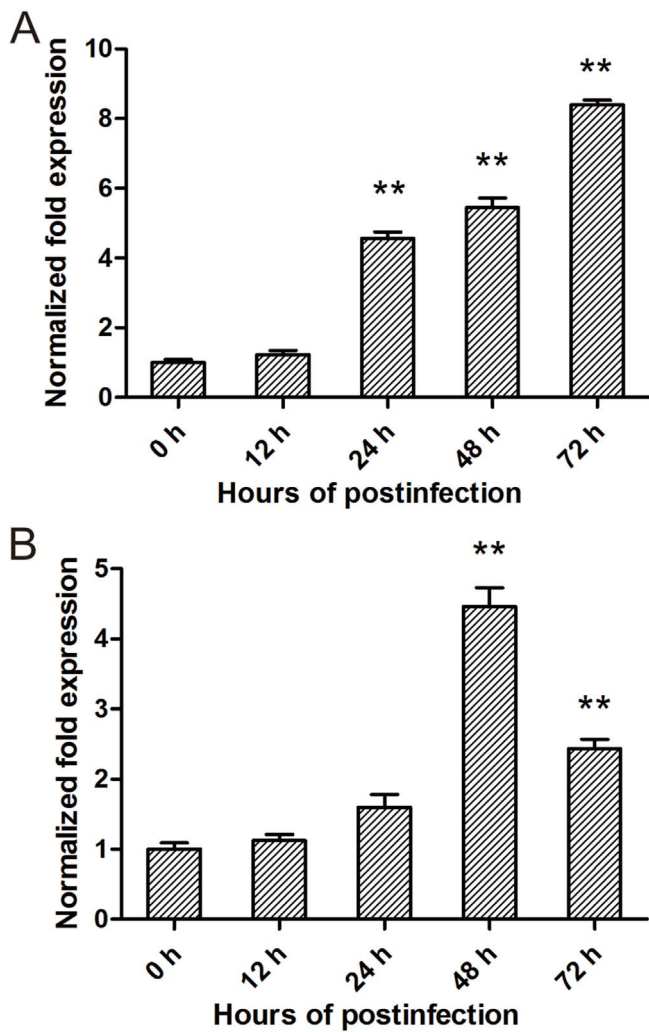 A
Normalized fold expression
10
8
6
4
2
0
**
**
**
0 h
12 h
24 h
48 h
72 h
Hours of postinfection
B
Normalized fold expression
5
4
3
2
1
0
**
**
0 h
12 h
24 h
48 h
72 h
Hours of postinfection